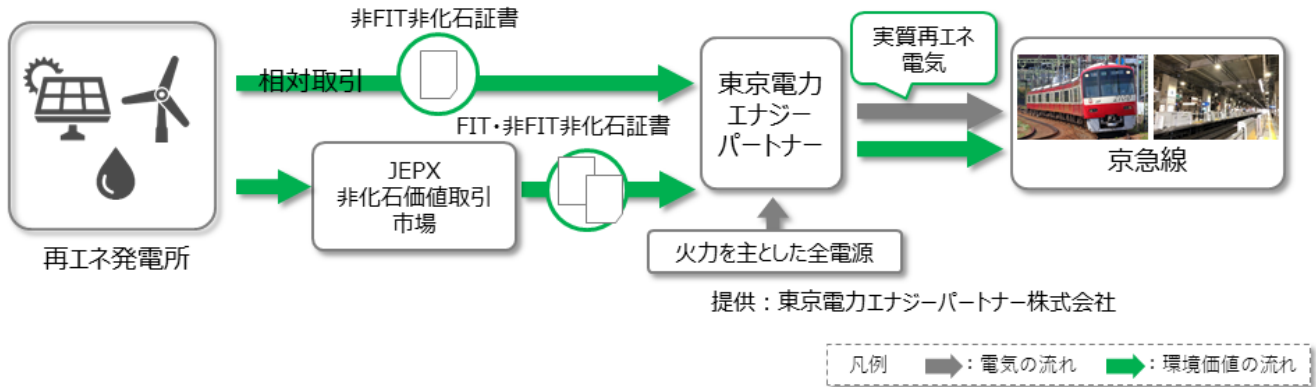 非FIT非化石証書
相対取引
FIT・非FIT非化石証書
JEPX
非化石価値取引
市場
再エネ発電所
東京電力
エナジー
パートナー
実質再エネ
電気
京急線
火力を主とした全電源
提供：東京電力エナジーパートナー株式会社
凡例　：電気の流れ　：環境価値の流れ